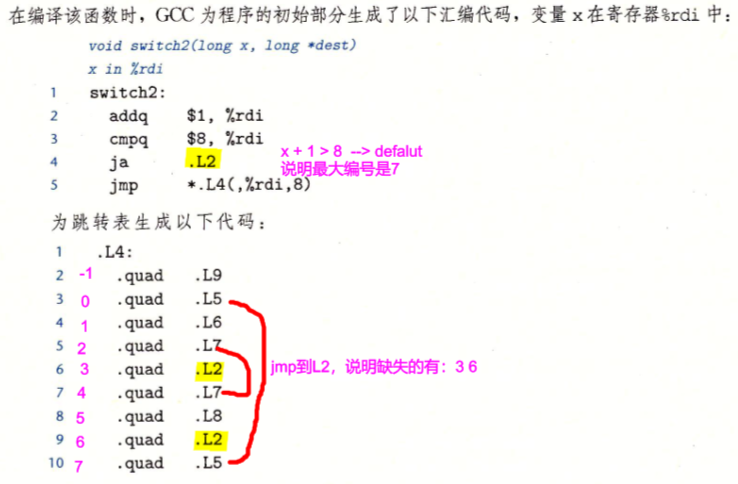 在编译该函数时，GCC 为程序的初始部分生成了以下汇编代码，变量 x 在寄存器%rdi 中：
void switch2(long x, long *dest)
x in %rdi
1 switch2:
2 addq $1, %rdi
3 cmpq $8, %rdi
x + 1 > 8 --> defalut
4 ja .L2
说明最大编号是7
5 jmp *.L4(,%rdi,8)
为跳转表生成以下代码：
1 .L4:
2 -1 .quad .L9
3 0 .quad .L5
4 1 .quad .L6
5 2 .quad .L7
6 3 .quad .L2 jmp到L2，说明缺失的有：3 6
7 4 .quad .L7
8 5 .quad .L8
9 6 .quad .L2
10 7 .quad .L5